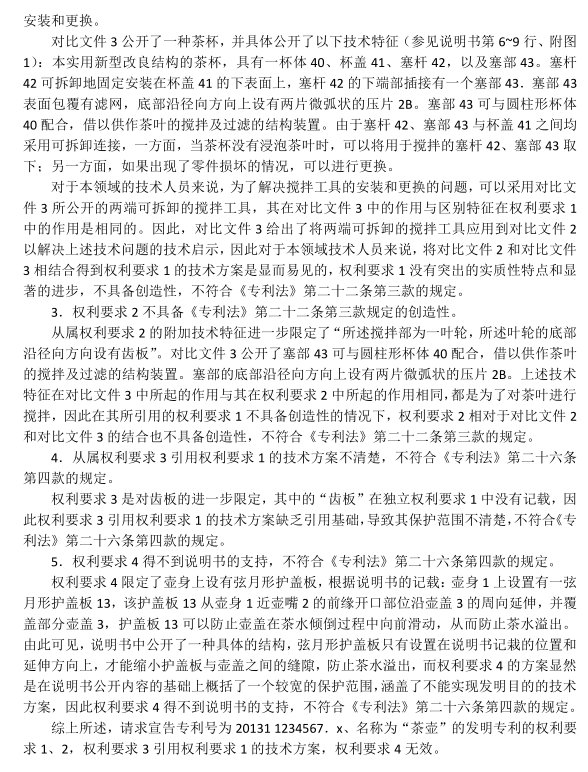 安装和更换。
对比文件 3 公开了一种茶杯，并具体公开了以下技术特征（参见说明书第 6~9 行、附图
1）：本实用新型改良结构的茶杯，具有一杯体 40、杯盖 41、塞杆 42，以及塞部 43。塞杆
42 可拆卸地固定安装在杯盖 41 的下表面上，塞杆 42 的下端部插接有一个塞部 43．塞部 43
表面包覆有滤网，底部沿径向方向上设有两片微弧状的压片 2B。塞部 43 可与圆柱形杯体
40 配合，借以供作茶叶的搅拌及过滤的结构装置。由于塞杆 42、塞部 43 与杯盖 41 之间均
采用可拆卸连接，一方面，当茶杯没有浸泡茶叶时，可以将用于搅拌的塞杆 42、塞部 43 取
下；另一方面，如果出现了零件损坏的情况，可以进行更换。
对于本领域的技术人员来说，为了解决搅拌工具的安装和更换的问题，可以采用对比文
件 3 所公开的两端可拆卸的搅拌工具，其在对比文件 3 中的作用与区别特征在权利要求 1
中的作用是相同的。因此，对比文件 3 给出了将两端可拆卸的搅拌工具应用到对比文件 2
以解决上述技术问题的技术启示，因此对于本领域技术人员来说，将对比文件 2 和对比文件
3 相结合得到权利要求 1 的技术方案是显而易见的，权利要求 1 没有突出的实质性特点和显
著的进步，不具备创造性，不符合《专利法》第二十二条第三款的规定。
3．权利要求 2 不具备《专利法》第二十二条第三款规定的创造性。
从属权利要求 2 的附加技术特征进一步限定了“所述搅拌部为一叶轮，所述叶轮的底部
沿径向方向设有齿板”。对比文件 3 公开了塞部 43 可与圆柱形杯体 40 配合，借以供作茶叶
的搅拌及过滤的结构装置。塞部的底部沿径向方向上设有两片微弧状的压片 2B。上述技术
特征在对比文件 3 中所起的作用与其在权利要求 2 中所起的作用相同，都是为了对茶叶进行
搅拌，因此在其所引用的权利要求 1 不具备创造性的情况下，权利要求 2 相对于对比文件 2
和对比文件 3 的结合也不具备创造性，不符合《专利法》第二十二条第三款的规定。
4．从属权利要求 3 引用权利要求 1 的技术方案不清楚，不符合《专利法》第二十六条
第四款的规定。
权利要求 3 是对齿板的进一步限定，其中的“齿板”在独立权利要求 1 中没有记载，因
此权利要求 3 引用权利要求 1 的技术方案缺乏引用基础，导致其保护范围不清楚，不符合《专
利法》第二十六条第四款的规定。
5．权利要求 4 得不到说明书的支持，不符合《专利法》第二十六条第四款的规定。
权利要求 4 限定了壶身上设有弦月形护盖板，根据说明书的记载：壶身 1 上设置有一弦
月形护盖板 13，该护盖板 13 从壶身 1 近壶嘴 2 的前缘开口部位沿壶盖 3 的周向延伸，并覆
盖部分壶盖 3，护盖板 13 可以防止壶盖在茶水倾倒过程中向前滑动，从而防止茶水溢出。
由此可见，说明书中公开了一种具体的结构，弦月形护盖板只有设置在说明书记载的位置和
延伸方向上，才能缩小护盖板与壶盖之间的缝隙，防止茶水溢出，而权利要求 4 的方案显然
是在说明书公开内容的基础上概括了一个较宽的保护范围，涵盖了不能实现发明目的的技术
方案，因此权利要求 4 得不到说明书的支持，不符合《专利法》第二十六条第四款的规定。
综上所述，请求宣告专利号为 20131 1234567．x、名称为“茶壶”的发明专利的权利要
求 1、2，权利要求 3 引用权利要求 1 的技术方案，权利要求 4 无效。